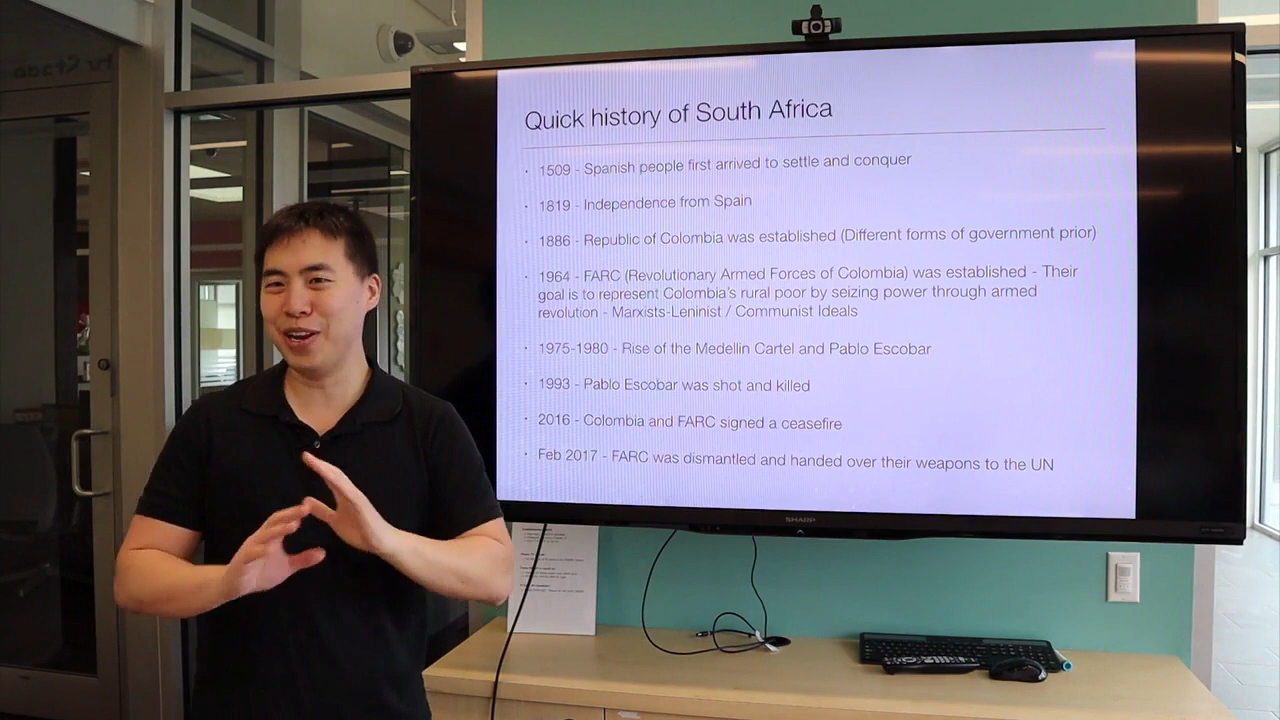 Quick history of South Africa
· 1509 - Spanish people first arrived to settle and conquer
· 1819 - Independence from Spain
· 1886 - Republic of Colombia was established (Different forms of government prior)
· 1964 - FARC (Revolutionary Armed Forces of Colombia) was established - Their
goal is to represent Colombia's rural poor by seizing power through armed
revolution - Marxists-Leninist / Communist Ideals
· 1975-1980 - Rise of the Medellin Cartel and Pablo Escobar
· 1993 - Pablo Escobar was shot and killed
· 2016 - Colombia and FARC signed a ceasefire
· Feb 2017 - FARC was dismantled and handed over their weapons to the UN
SHARP